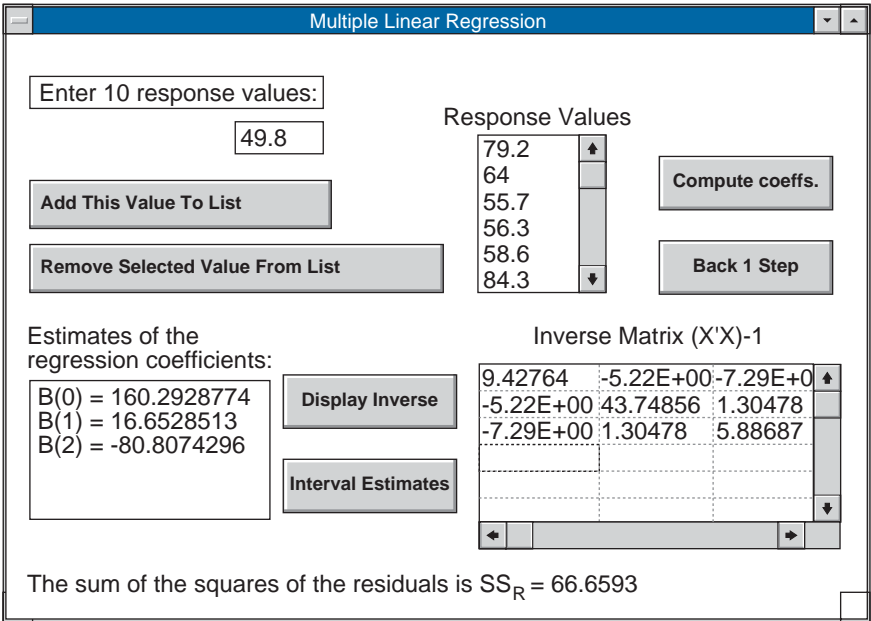 Multiple Linear Regression
Enter 10 response values:
49.8
Add This Value To List
Remove Selected Value From List
Response Values
79.2
64
55.7
56.3
58.6
84.3
Compute coeffs.
Back 1 Step
Estimates of the
regression coefficients:
B(0) = 160.2928774
B(1) = 16.6528513
B(2) = -80.8074296
Display Inverse
Interval Estimates
Inverse Matrix (X'X)-1
9.42764 -5.22E+00 -7.29E+0
-5.22E+00 43.74856 1.30478
-7.29E+00 1.30478 5.88687
The sum of the squares of the residuals is SSR = 66.6593